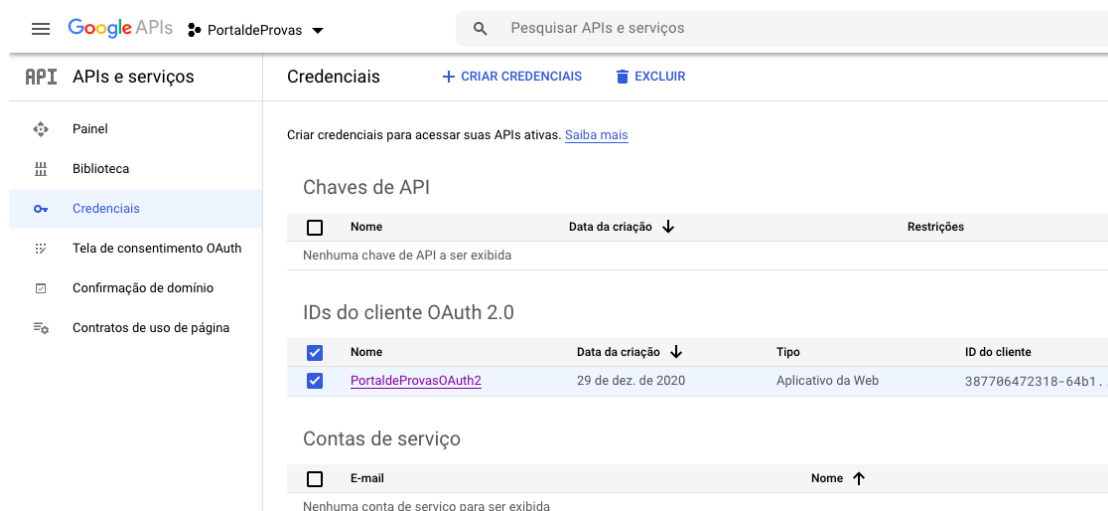 Google APIs PortaldeProvas Pesquisar APIs e serviços
API APIs e serviços Credenciais + CRIAR CREDENCIAIS EXCLUIR
Painel
Criar credenciais para acessar suas APIs ativas. Saiba mais
Biblioteca
Chaves de API
Credenciais
Nome Data da criação Restrições
Tela de consentimento OAuth
Nenhuma chave de API a ser exibida
Confirmação de domínio
IDs do cliente OAuth 2.0
Contratos de uso de página
Nome Data da criação Tipo ID do cliente
PortaldeProvasOAuth2 29 de dez. de 2020 Aplicativo da Web 387706472318-64b1..
Contas de serviço
E-mail Nome
Nenhuma conta de serviço para ser exibida